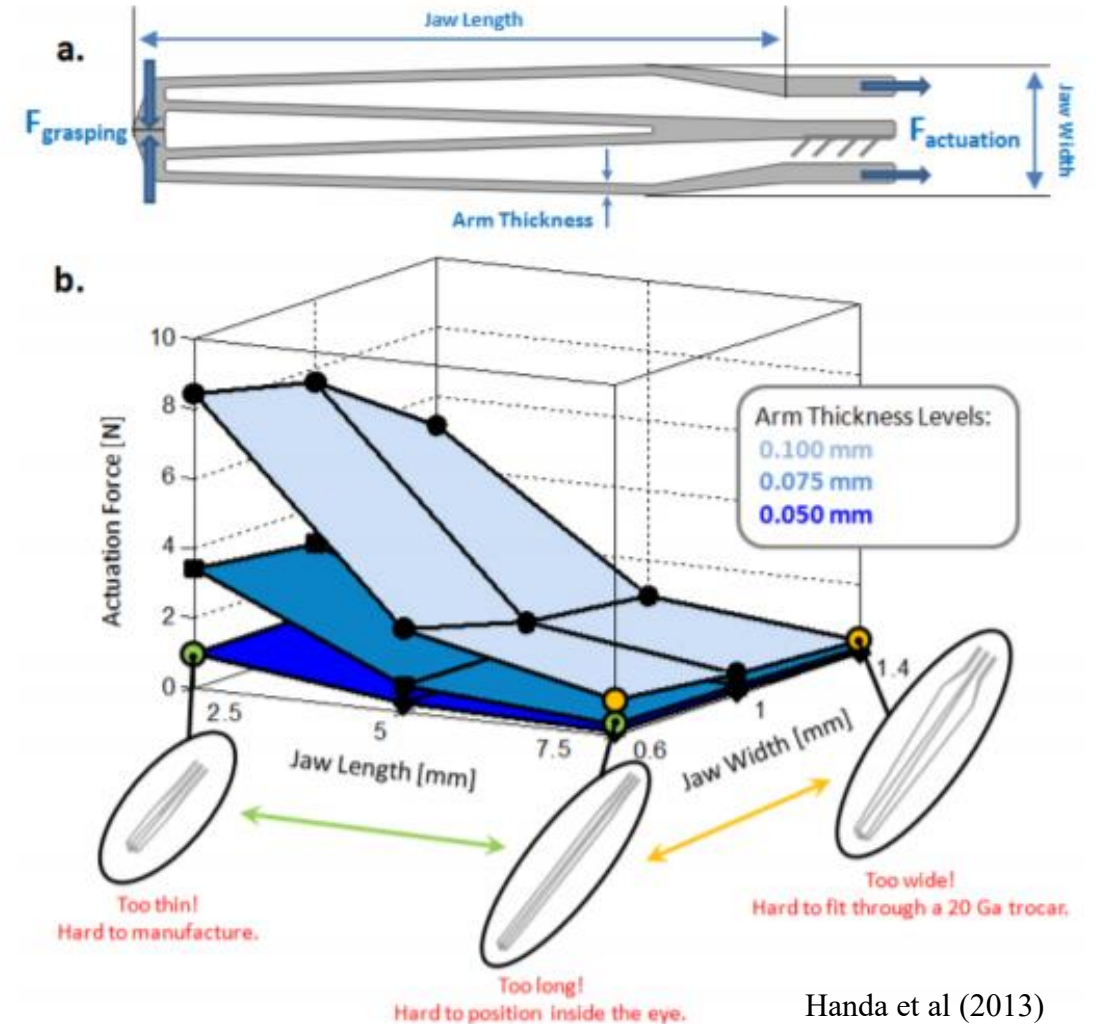 a.
Jaw Length
F grasping
F actuation
Jaw Width
Arm Thickness
b.
Actuation Force [N]
10
8
6
4
2
0
Arm Thickness Levels:
0.100 mm
0.075 mm
0.050 mm
2.5
5
7.5
Jaw Length [mm]
0.6
1
1.4
Jaw Width [mm]
Too thin!
Hard to manufacture.
Too wide!
Hard to fit through a 20 Ga trocar.
Too long!
Hard to position inside the eye.
Handa et al (2013)